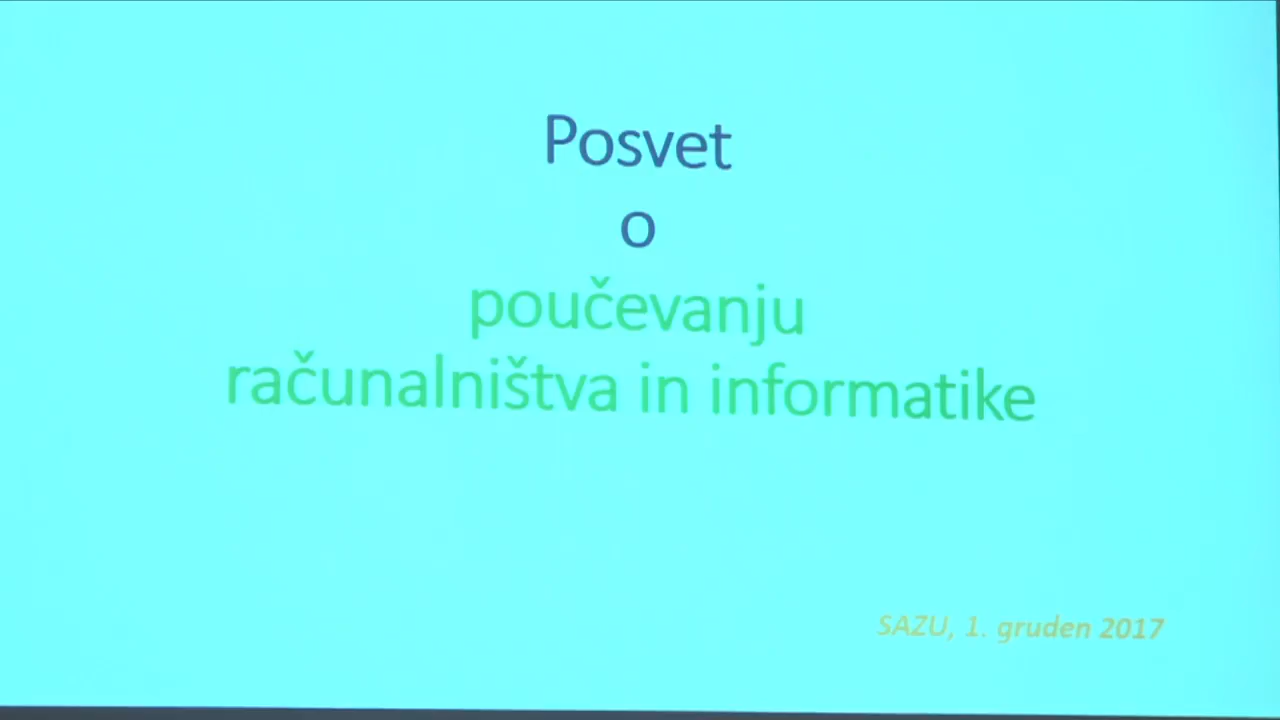 Posvet
o
poučevanju
računalništva in informatike
SAZU, 1. gruden 2017